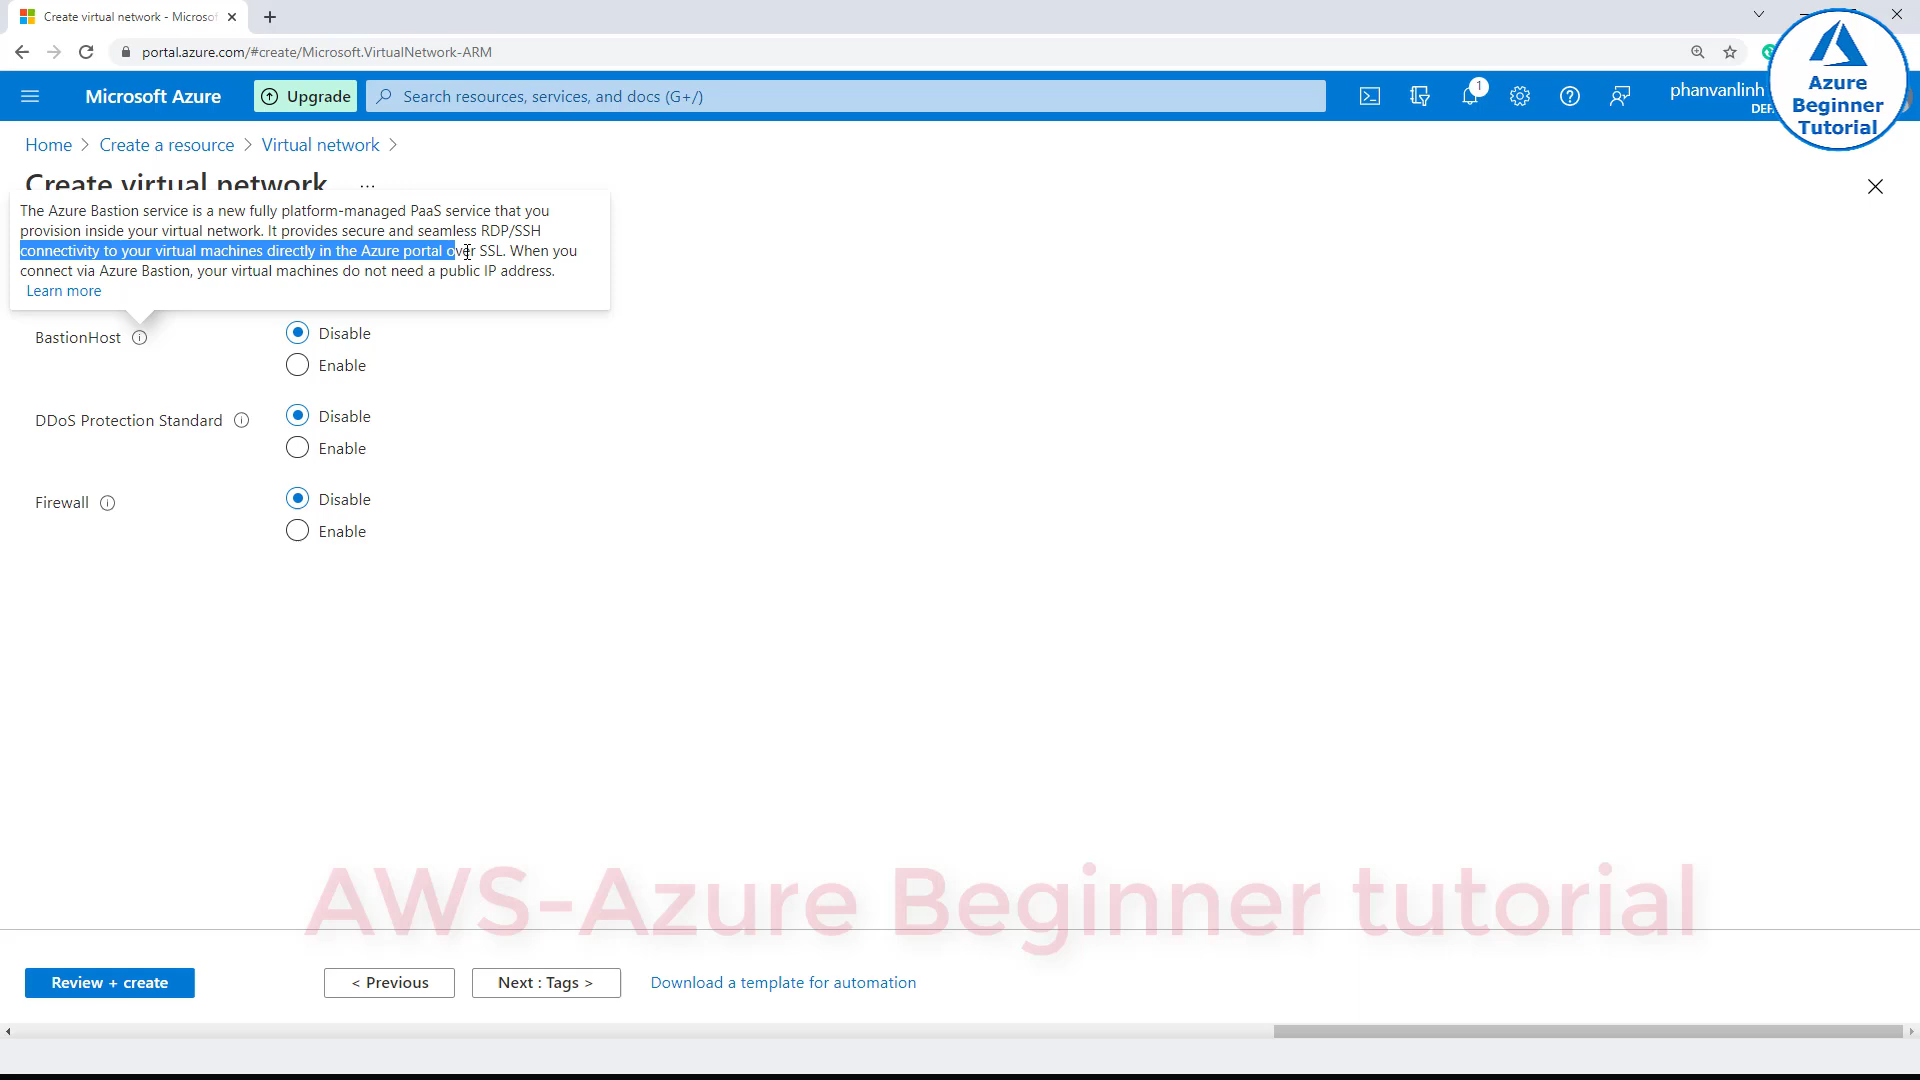 Create virtual network - Microsof
portal.azure.com/#create/Microsoft.VirtualNetwork-ARM
Microsoft Azure
Upgrade
Search resources, services, and docs (G+/)
1
phanvanlinh
Azure
Beginner
Tutorial
Home > Create a resource > Virtual network >
Create virtual network ...
The Azure Bastion service is a new fully platform-managed PaaS service that you
provision inside your virtual network. It provides secure and seamless RDP/SSH
connectivity to your virtual machines directly in the Azure portal over SSL. When you
connect via Azure Bastion, your virtual machines do not need a public IP address.
Learn more
BastionHost
Disable
Enable
DDoS Protection Standard
Disable
Enable
Firewall
Disable
Enable
AWS-Azure Beginner tutorial
Review + create
< Previous
Next : Tags >
Download a template for automation